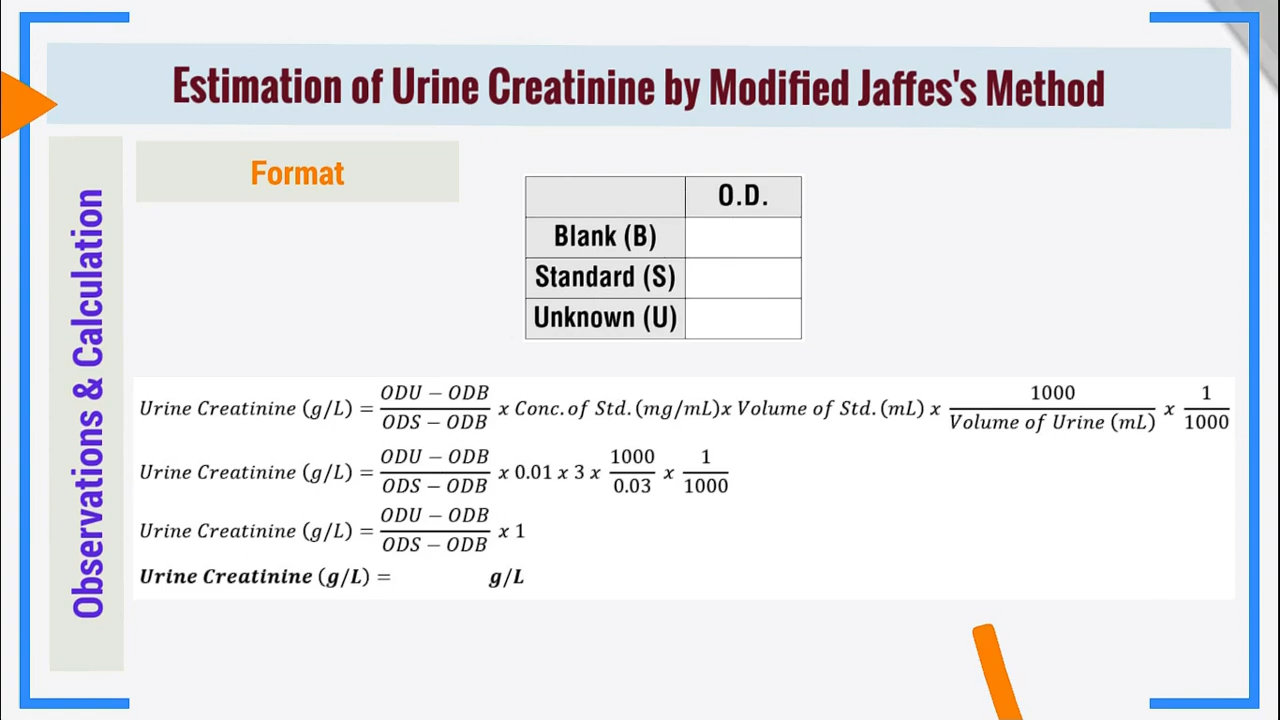 Estimation of Urine Creatinine by Modified Jaffes's Method
Observations & Calculation
Format
O.D.
Blank (B)
Standard (S)
Unknown (U)
Urine Creatinine (g/L) = (ODU − ODB)/(ODS − ODB) x Conc. of Std. (mg/mL)x Volume of Std. (mL) x 1000/Volume of Urine (mL) x 1/1000
Urine Creatinine (g/L) = (ODU − ODB)/(ODS − ODB) x 0.01 x 3 x 1000/0.03 x 1/1000
Urine Creatinine (g/L) = (ODU − ODB)/(ODS − ODB) x 1
Urine Creatinine (g/L) = g/L